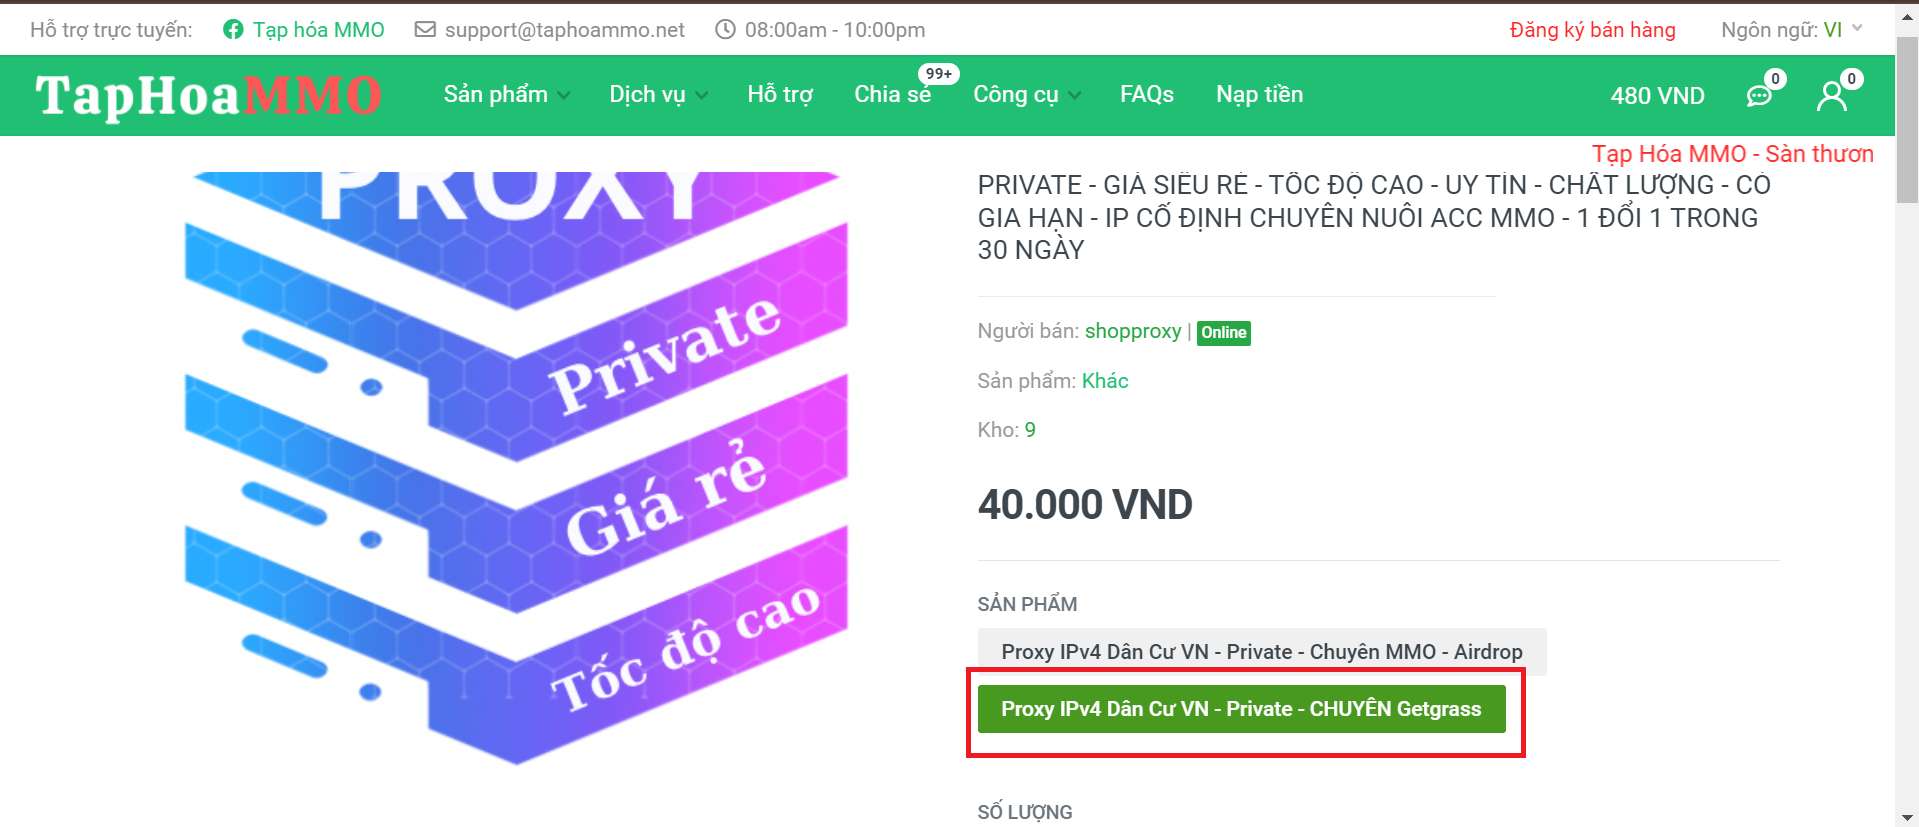 Hỗ trợ trực tuyến: Tạp hóa MMO support@taphoammo.net 08:00am - 10:00pm Đăng ký bán hàng Ngôn ngữ: VI
TapHoaMMO Sản phẩm Dịch vụ Hỗ trợ Chia sẻ 99+ Công cụ FAQs Nạp tiền 480 VND 0 0
Tạp Hóa MMO - Sàn thươn
PROXY
Private
Giá rẻ
Tốc độ cao
PRIVATE - GIÁ SIÊU RẺ - TỐC ĐỘ CAO - UY TÍN - CHẤT LƯỢNG - CÓ
GIA HẠN - IP CỐ ĐỊNH CHUYÊN NUÔI ACC MMO - 1 ĐỔI 1 TRONG
30 NGÀY
Người bán: shopproxy | Online
Sản phẩm: Khác
Kho: 9
40.000 VND
SẢN PHẨM
Proxy IPv4 Dân Cư VN - Private - Chuyên MMO - Airdrop
Proxy IPv4 Dân Cư VN - Private - CHUYÊN Getgrass
SỐ LƯỢNG